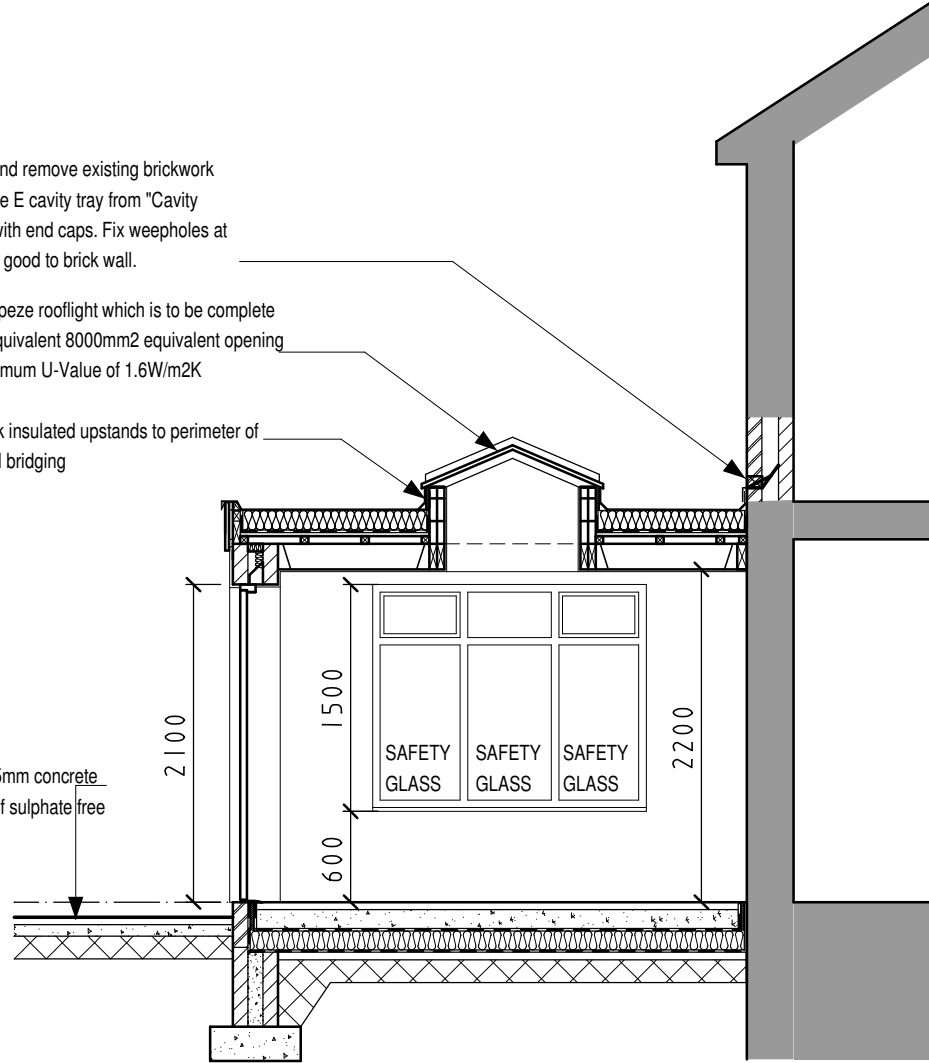 nd remove existing brickwork
e E cavity tray from "Cavity
with end caps. Fix weepholes at
good to brick wall.
peze rooflight which is to be complete
quivalent 8000mm2 equivalent opening
mum U-Value of 1.6W/m2K
k insulated upstands to perimeter of
bridging
2100
1500
600
2200
SAFETY SAFETY SAFETY
GLASS GLASS GLASS
5mm concrete
f sulphate free